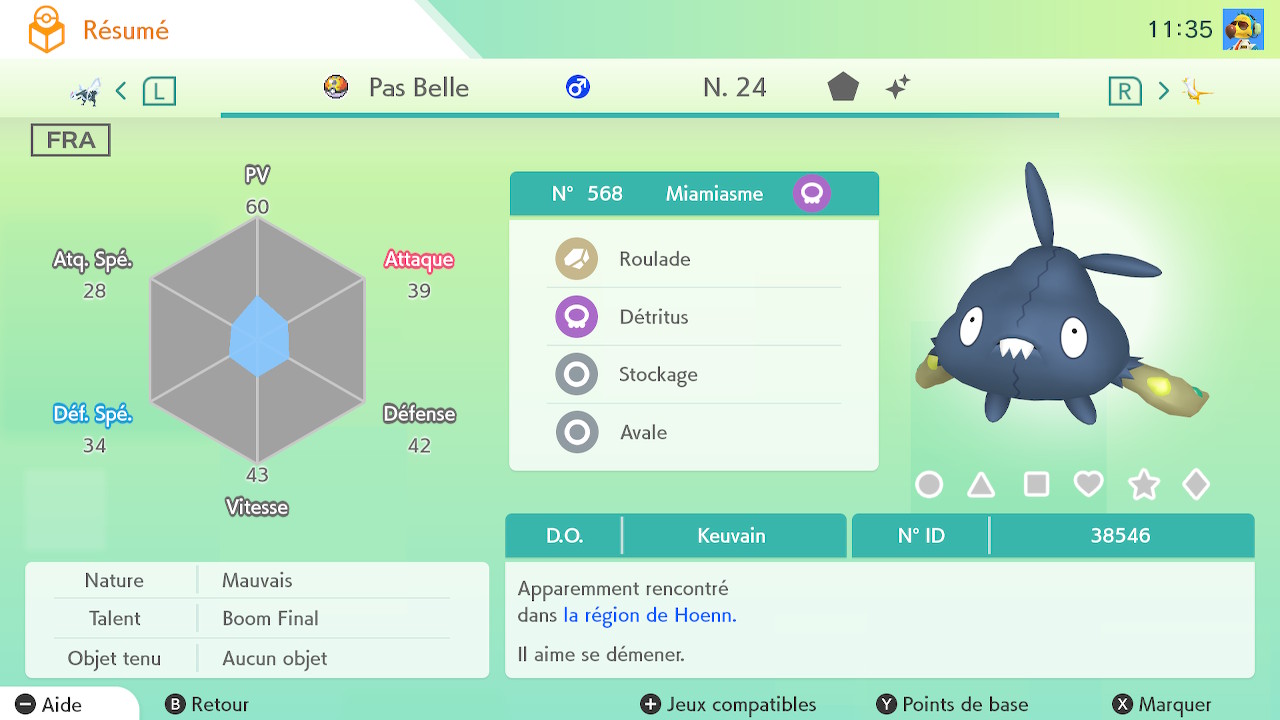 Résumé
11:35
L
Pas Belle
N. 24
R
FRA
PV
60
Atq. Spé.
28
Attaque
39
Déf. Spé.
34
Défense
42
43
Vitesse
N° 568 Miamiasme
Roulade
Détritus
Stockage
Avale
D.O. Keuvain
N° ID 38546
Nature Mauvais
Talent Boom Final
Objet tenu Aucun objet
Apparemment rencontré
dans la région de Hoenn.
Il aime se démener.
Aide
B Retour
Jeux compatibles
Y Points de base
X Marquer